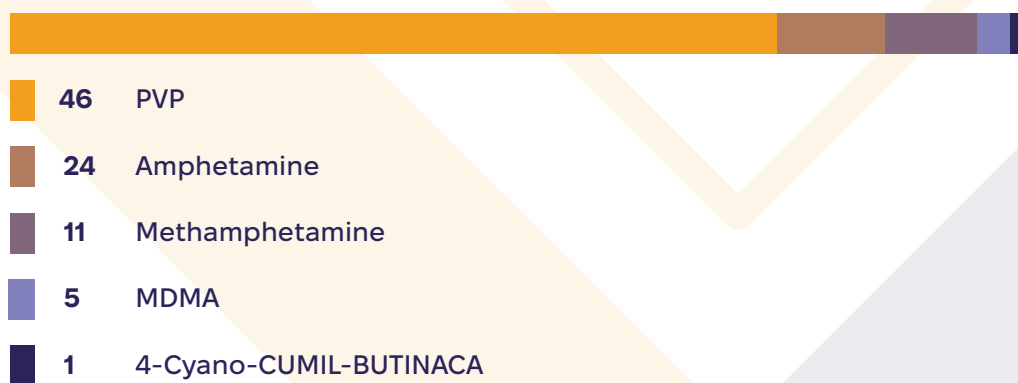 46 PVP
24 Amphetamine
11 Methamphetamine
5 MDMA
1 4-Cyano-CUMIL-BUTINACA